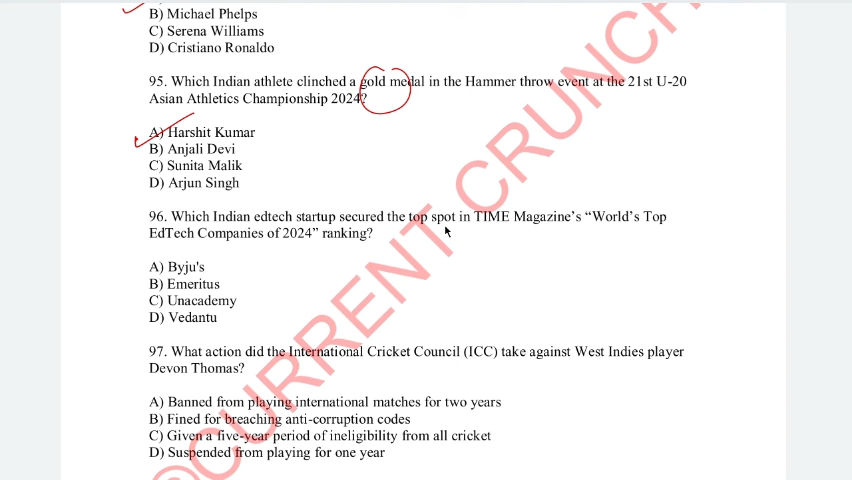 B) Michael Phelps
C) Serena Williams
D) Cristiano Ronaldo
95. Which Indian athlete clinched a gold medal in the Hammer throw event at the 21st U-20
Asian Athletics Championship 2024?
A) Harshit Kumar
B) Anjali Devi
C) Sunita Malik
D) Arjun Singh
96. Which Indian edtech startup secured the top spot in TIME Magazine's “World's Top
EdTech Companies of 2024” ranking?
A) Byju's
B) Emeritus
C) Unacademy
D) Vedantu
97. What action did the International Cricket Council (ICC) take against West Indies player
Devon Thomas?
A) Banned from playing international matches for two years
B) Fined for breaching anti-corruption codes
C) Given a five-year period of ineligibility from all cricket
D) Suspended from playing for one year
@CURRENT CRUNCH